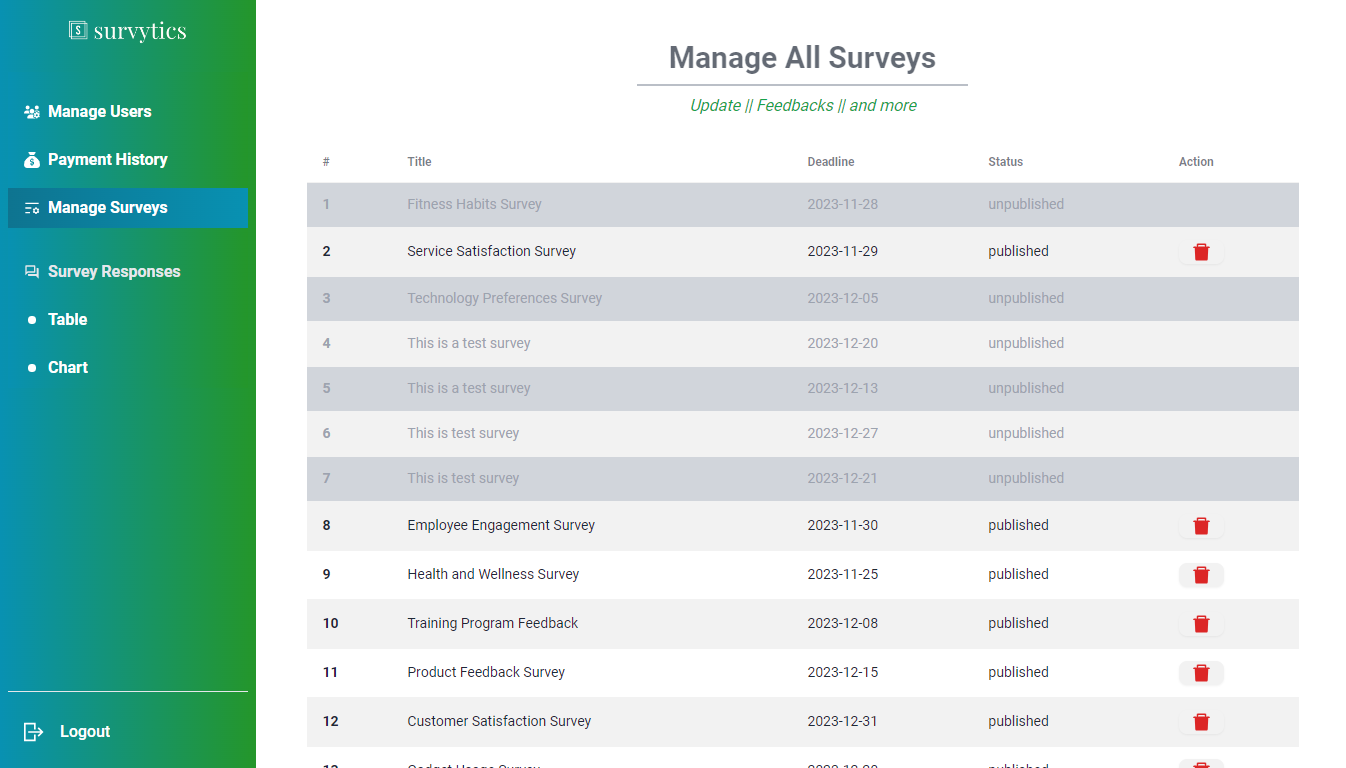 survytics
Manage Users
Payment History
Manage Surveys
Survey Responses
Table
Chart
Logout
Manage All Surveys
Update || Feedbacks || and more
# Title Deadline Status Action
1 Fitness Habits Survey 2023-11-28 unpublished
2 Service Satisfaction Survey 2023-11-29 published
3 Technology Preferences Survey 2023-12-05 unpublished
4 This is a test survey 2023-12-20 unpublished
5 This is a test survey 2023-12-13 unpublished
6 This is test survey 2023-12-27 unpublished
7 This is test survey 2023-12-21 unpublished
8 Employee Engagement Survey 2023-11-30 published
9 Health and Wellness Survey 2023-11-25 published
10 Training Program Feedback 2023-12-08 published
11 Product Feedback Survey 2023-12-15 published
12 Customer Satisfaction Survey 2023-12-31 published
13 Gadget Usage Survey published